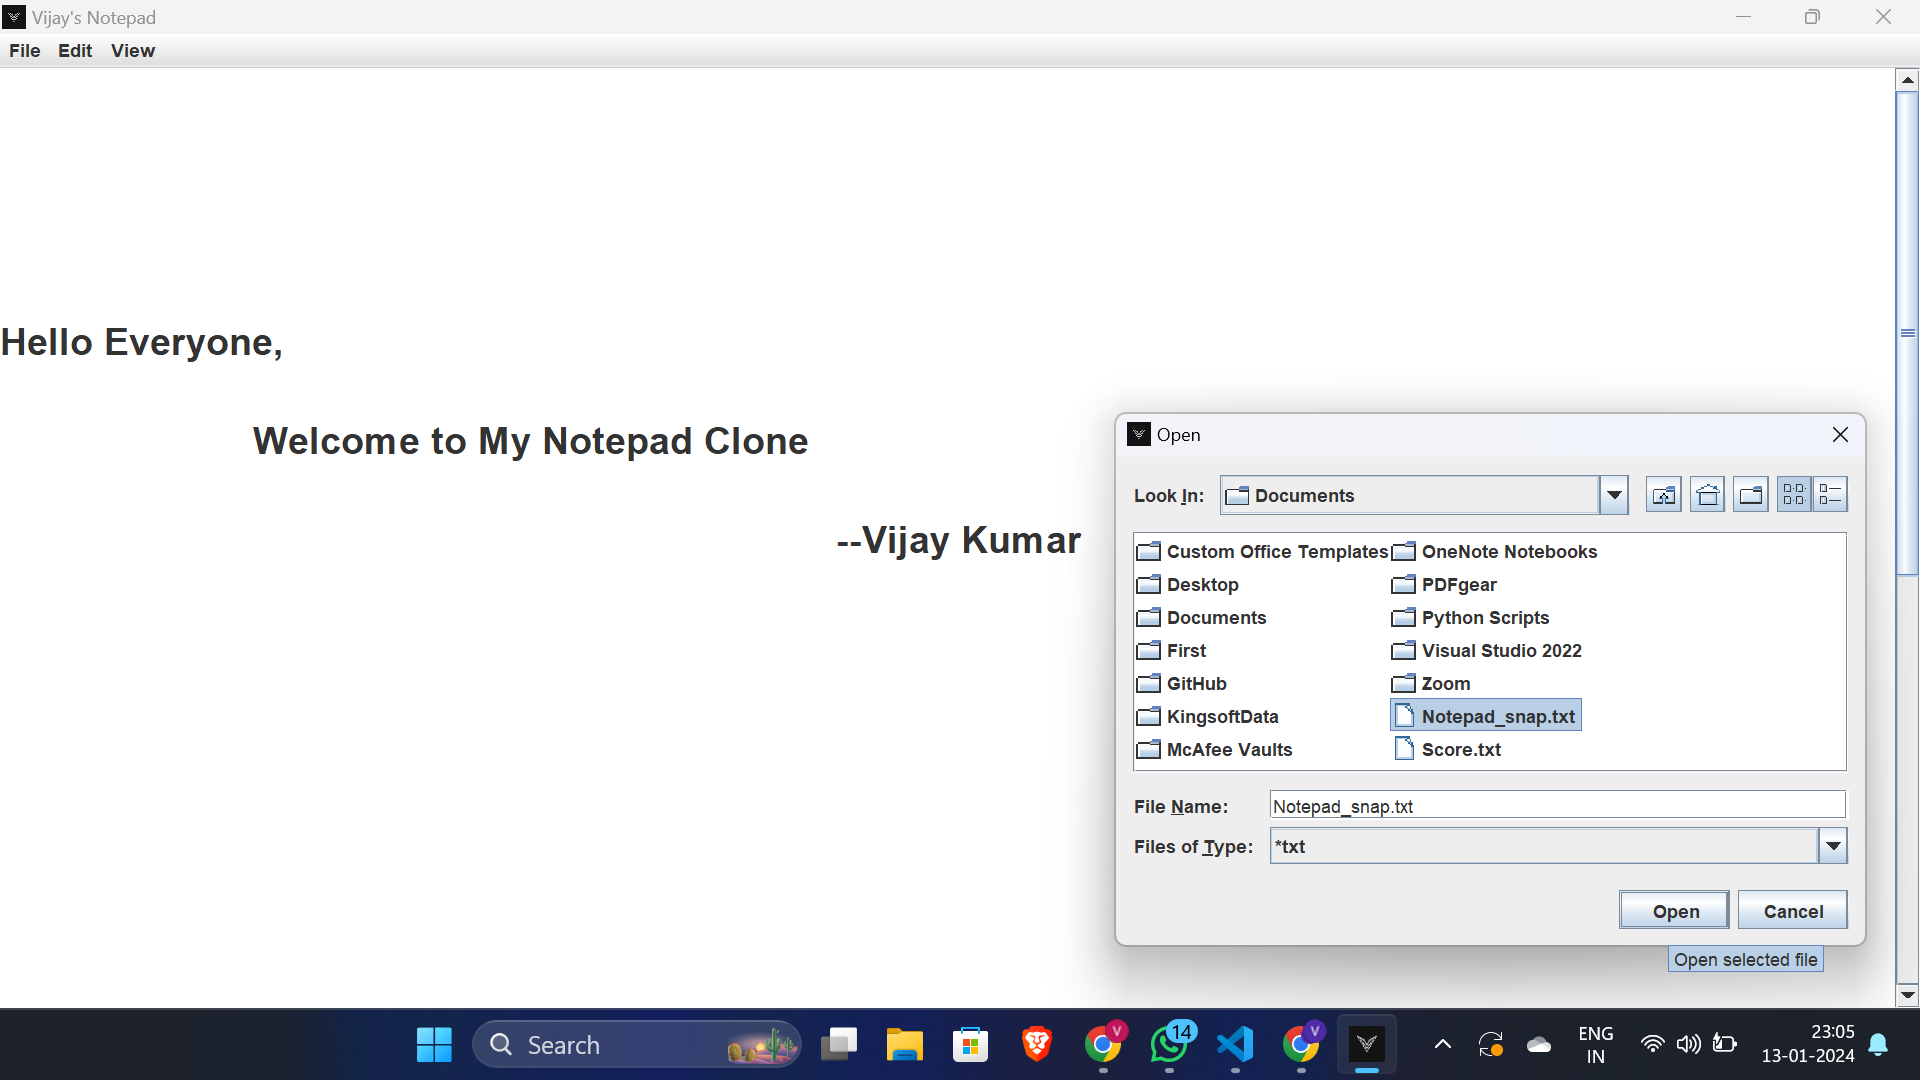 Vijay's Notepad
File Edit View
Hello Everyone,
Welcome to My Notepad Clone
--Vijay Kumar
Open
Look In: Documents
Custom Office Templates OneNote Notebooks
Desktop PDFgear
Documents Python Scripts
First Visual Studio 2022
GitHub Zoom
KingsoftData Notepad_snap.txt
McAfee Vaults Score.txt
File Name: Notepad_snap.txt
Files of Type: *txt
Open Cancel
Open selected file
Search V 14 V ENG 23:05
IN 13-01-2024